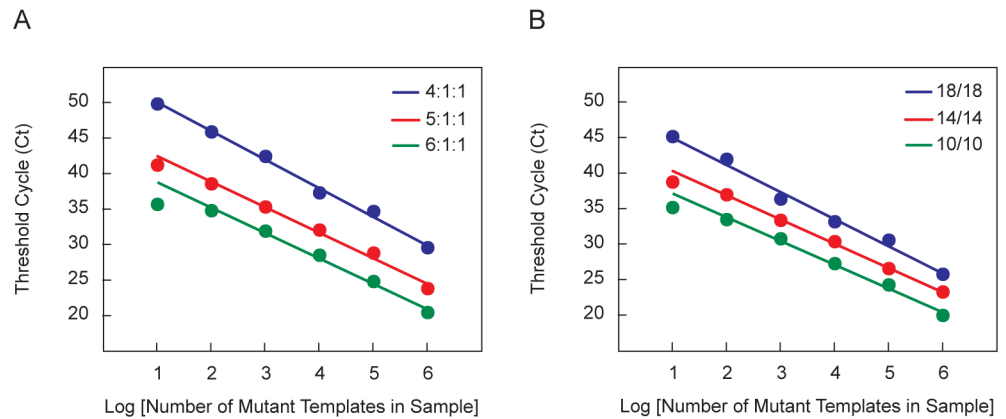 A
Threshold Cycle (Ct)
50
45
40
35
30
25
20
4:1:1
5:1:1
6:1:1
1 2 3 4 5 6
Log [Number of Mutant Templates in Sample]
B
Threshold Cycle (Ct)
50
45
40
35
30
25
20
18/18
14/14
10/10
1 2 3 4 5 6
Log [Number of Mutant Templates in Sample]